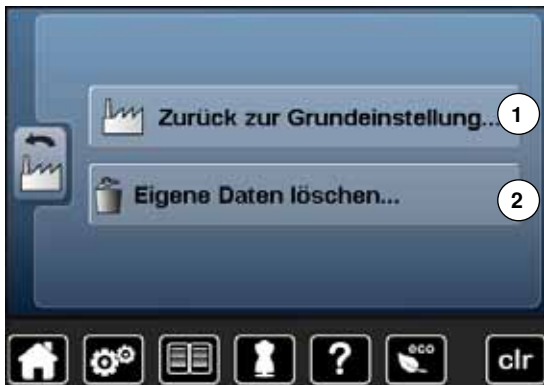 Zurück zur Grundeinstellung...
1
Eigene Daten löschen...
2
?
eco
clr